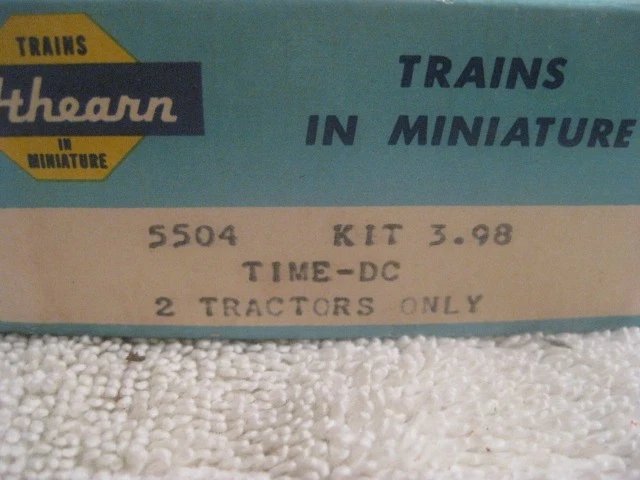 TRAINS
Athearn
IN
MINIATURE
TRAINS
IN MINIATURE
5504 KIT 3.98
TIME-DC
2 TRACTORS ONLY